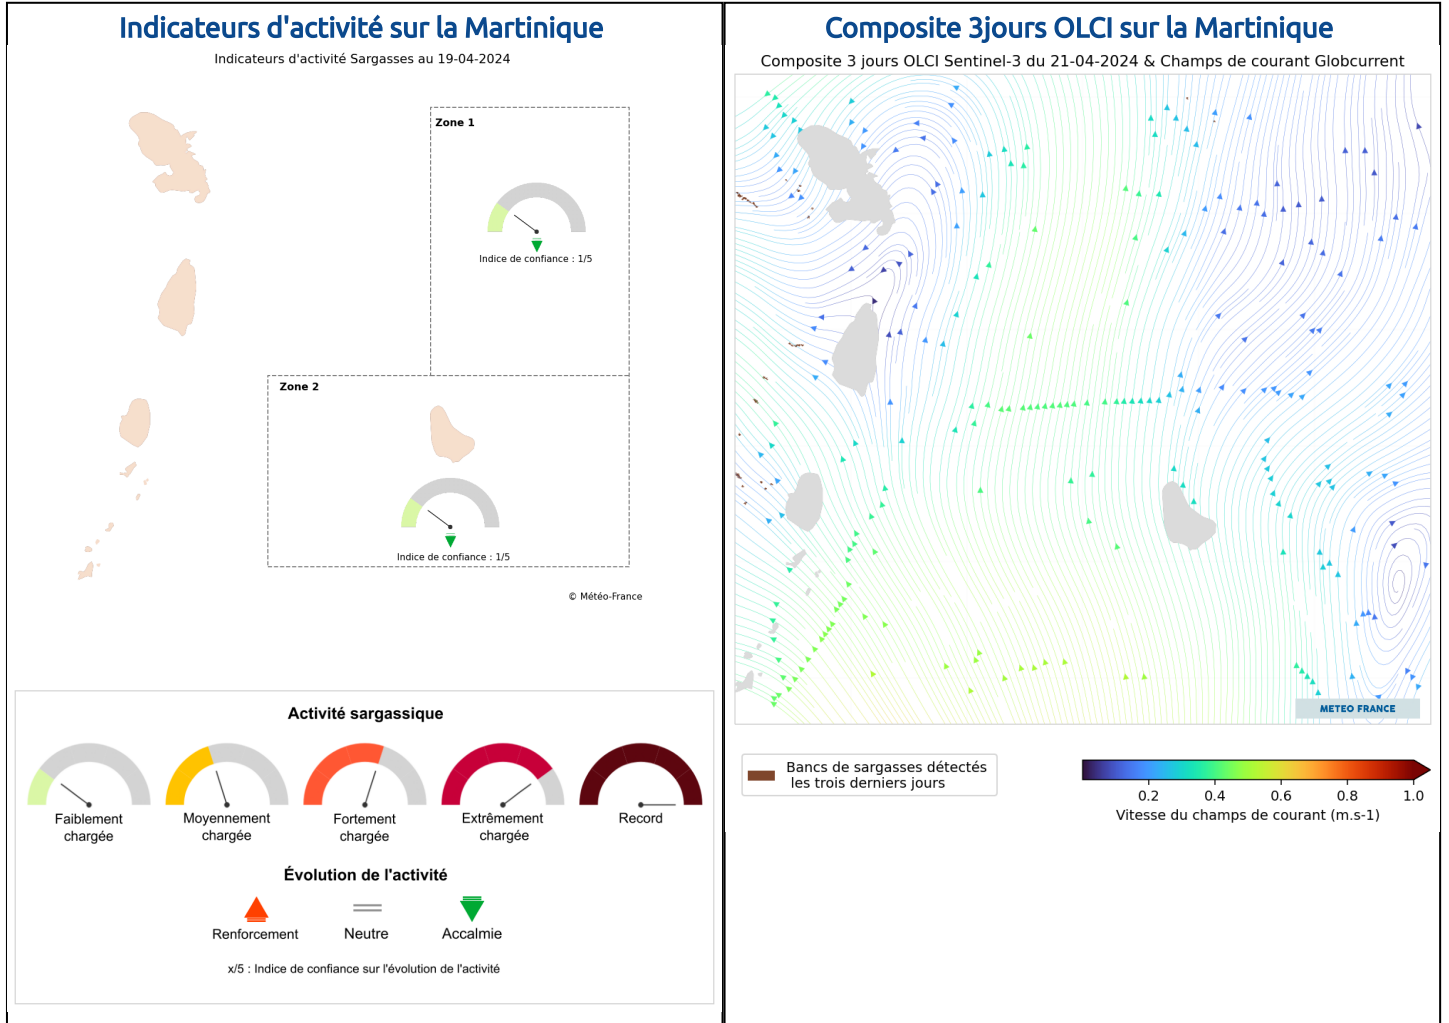 Indicateurs d'activité sur la Martinique
Indicateurs d'activité Sargasses au 19-04-2024
Zone 1
Indice de confiance : 1/5
Zone 2
Indice de confiance : 1/5
© Météo-France
Activité sargassique
Faiblement
chargée
Moyennement
chargée
Fortement
chargée
Extrêmement
chargée
Record
Évolution de l'activité
Renforcement
Neutre
Accalmie
x/5 : Indice de confiance sur l'évolution de l'activité
Composite 3jours OLCI sur la Martinique
Composite 3 jours OLCI Sentinel-3 du 21-04-2024 & Champs de courant Globcurrent
METEO FRANCE
Bancs de sargasses détectés
les trois derniers jours
0.2 0.4 0.6 0.8 1.0
Vitesse du champs de courant (m.s-1)